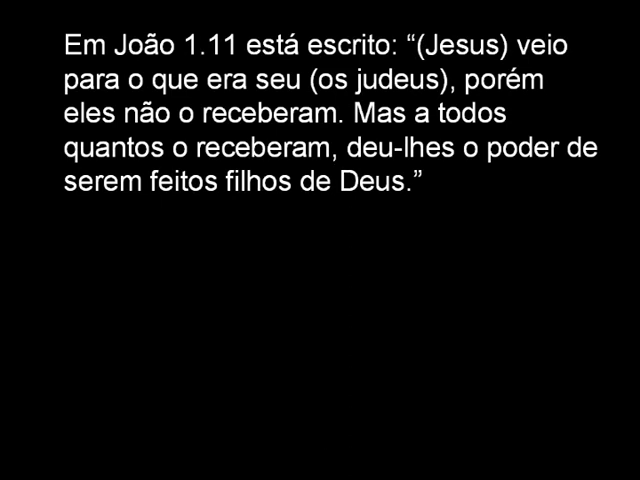 Em João 1.11 está escrito: “(Jesus) veio
para o que era seu (os judeus), porém
eles não o receberam. Mas a todos
quantos o receberam, deu-lhes o poder de
serem feitos filhos de Deus.”